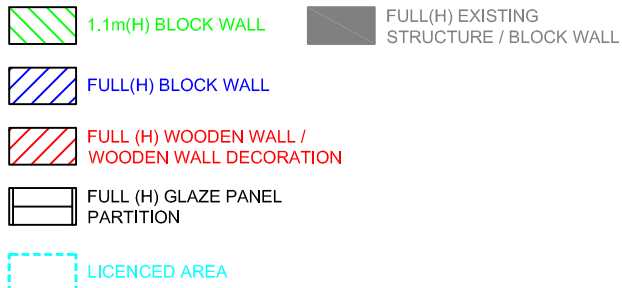 1.1m(H) BLOCK WALL
FULL(H) EXISTING
STRUCTURE / BLOCK WALL
FULL(H) BLOCK WALL
FULL (H) WOODEN WALL /
WOODEN WALL DECORATION
FULL (H) GLAZE PANEL
PARTITION
LICENCED AREA